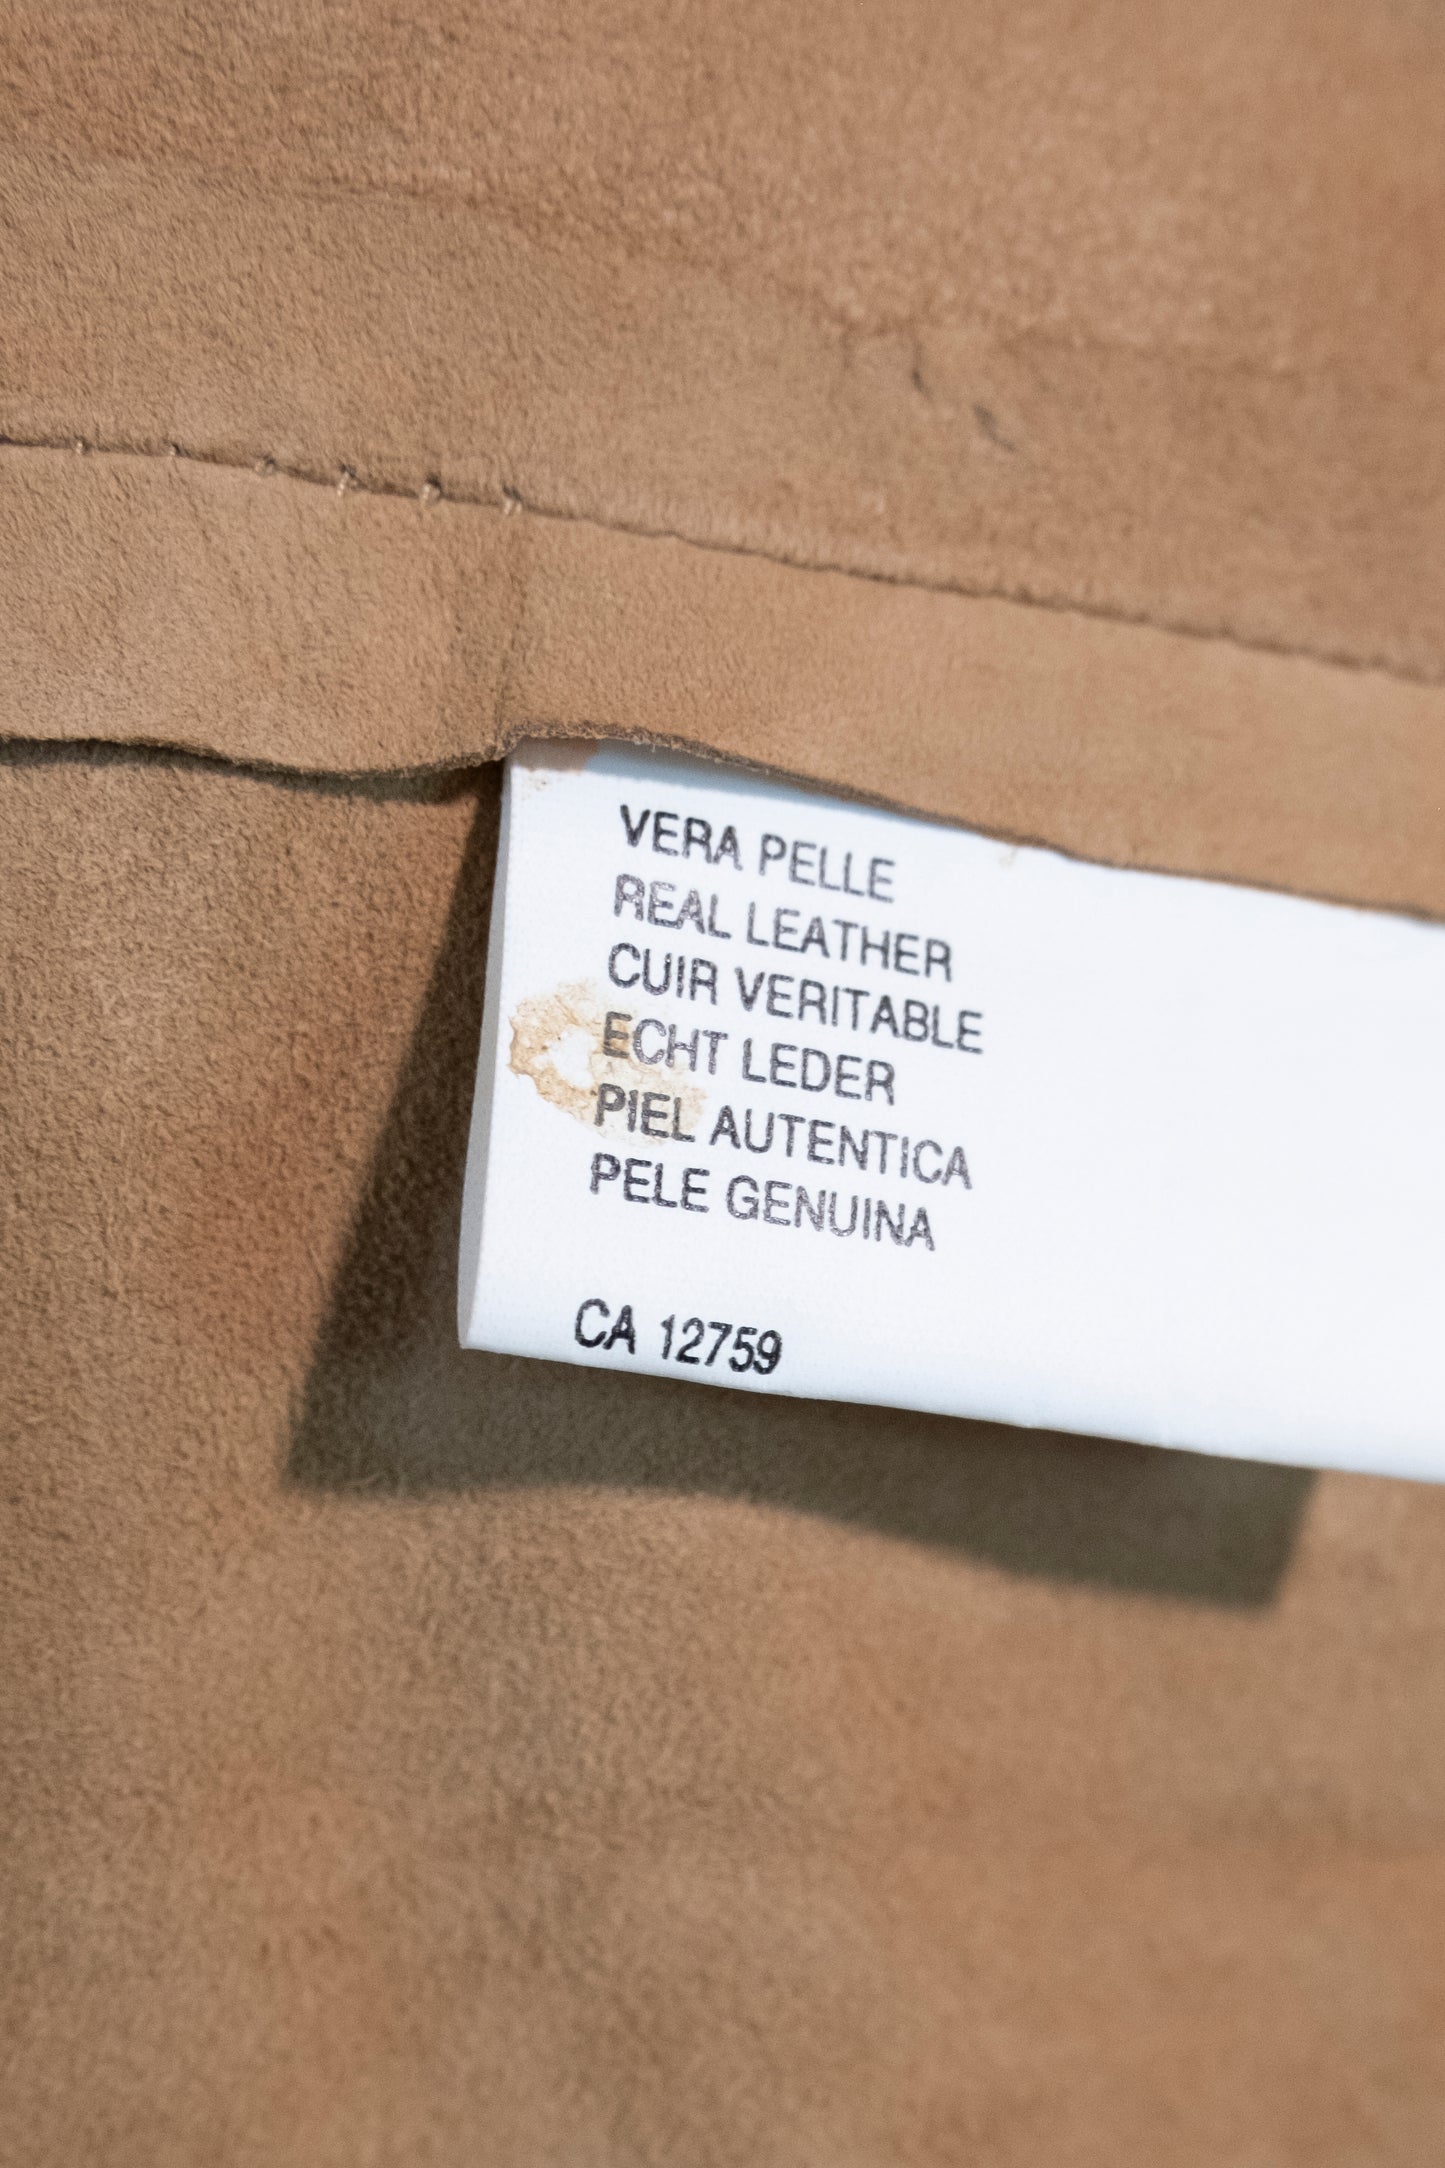 VERA PELLE
REAL LEATHER
CUIR VERITABLE
ECHT LEDER
PIEL AUTENTICA
PELE GENUINA
CA 12759